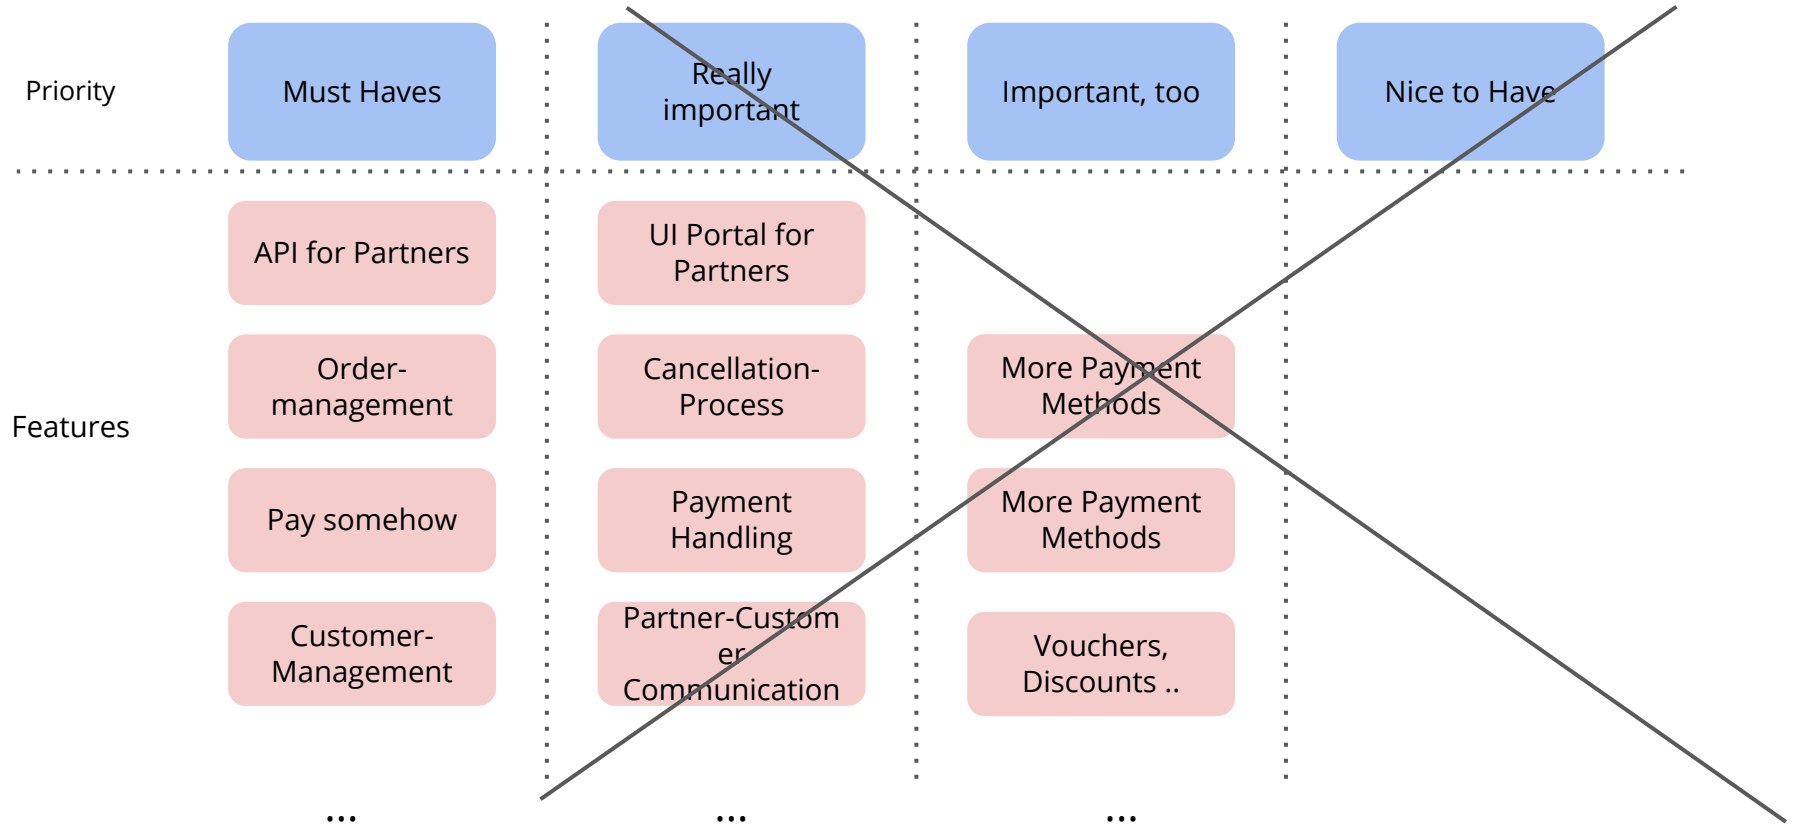 Priority
Must Haves
Really
important
Important, too
Nice to Have
Features
API for Partners
UI Portal for
Partners
Order-
management
Cancellation-
Process
More Payment
Methods
Pay somehow
Payment
Handling
More Payment
Methods
Customer-
Management
Partner-Custom
er
Communication
Vouchers,
Discounts ..
...
...
...